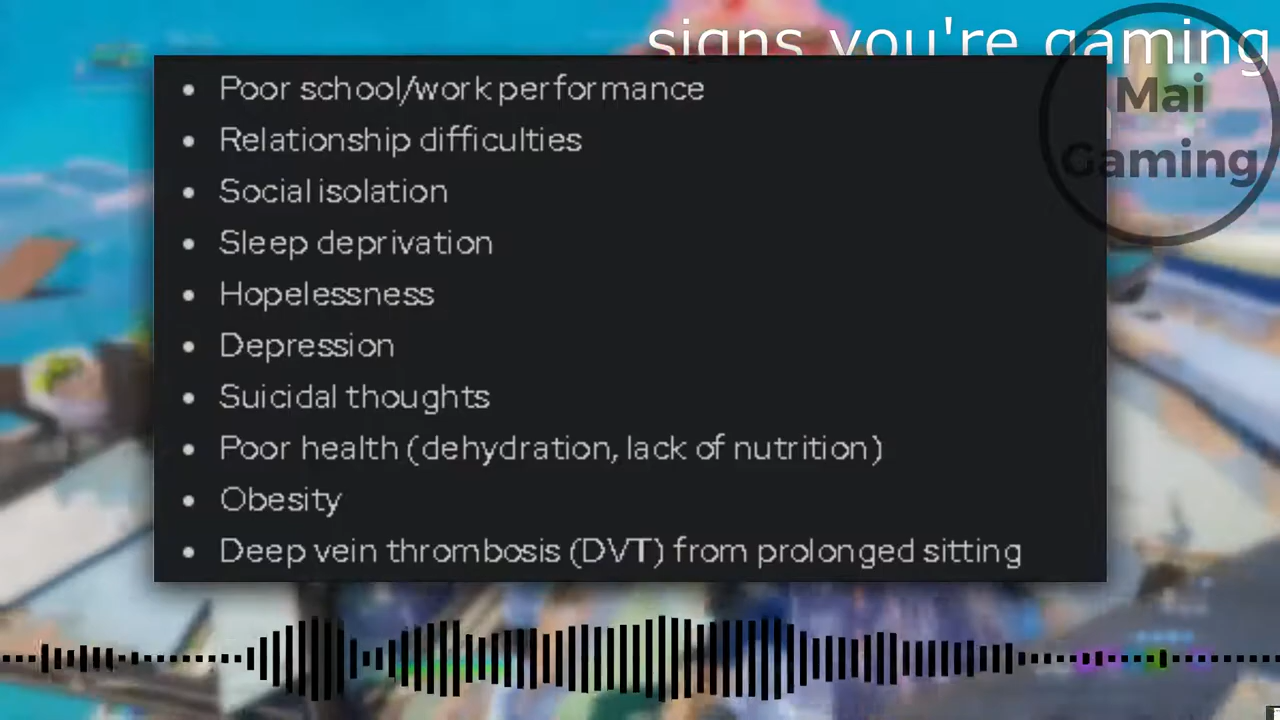 signs you're gaming
Mai
Gaming
• Poor school/work performance
• Relationship difficulties
• Social isolation
• Sleep deprivation
• Hopelessness
• Depression
• Suicidal thoughts
• Poor health (dehydration, lack of nutrition)
• Obesity
• Deep vein thrombosis (DVT) from prolonged sitting